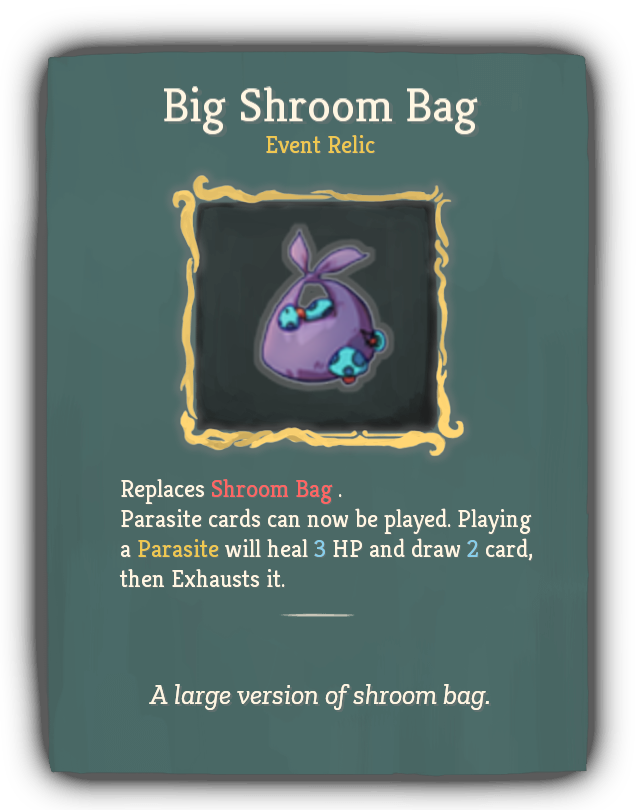 Big Shroom Bag
Event Relic
Replaces Shroom Bag .
Parasite cards can now be played. Playing
a Parasite will heal 3 HP and draw 2 card,
then Exhausts it.
A large version of shroom bag.